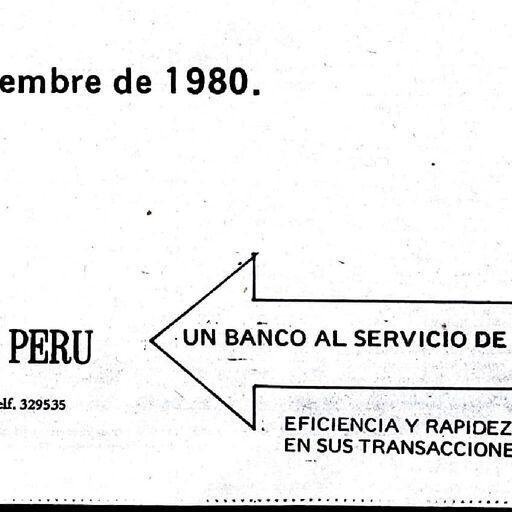 embre de 1980.
PERU
UN BANCO AL SERVICIO DE
elf. 329535
EFICIENCIA Y RAPIDEZ
EN SUS TRANSACCIONE